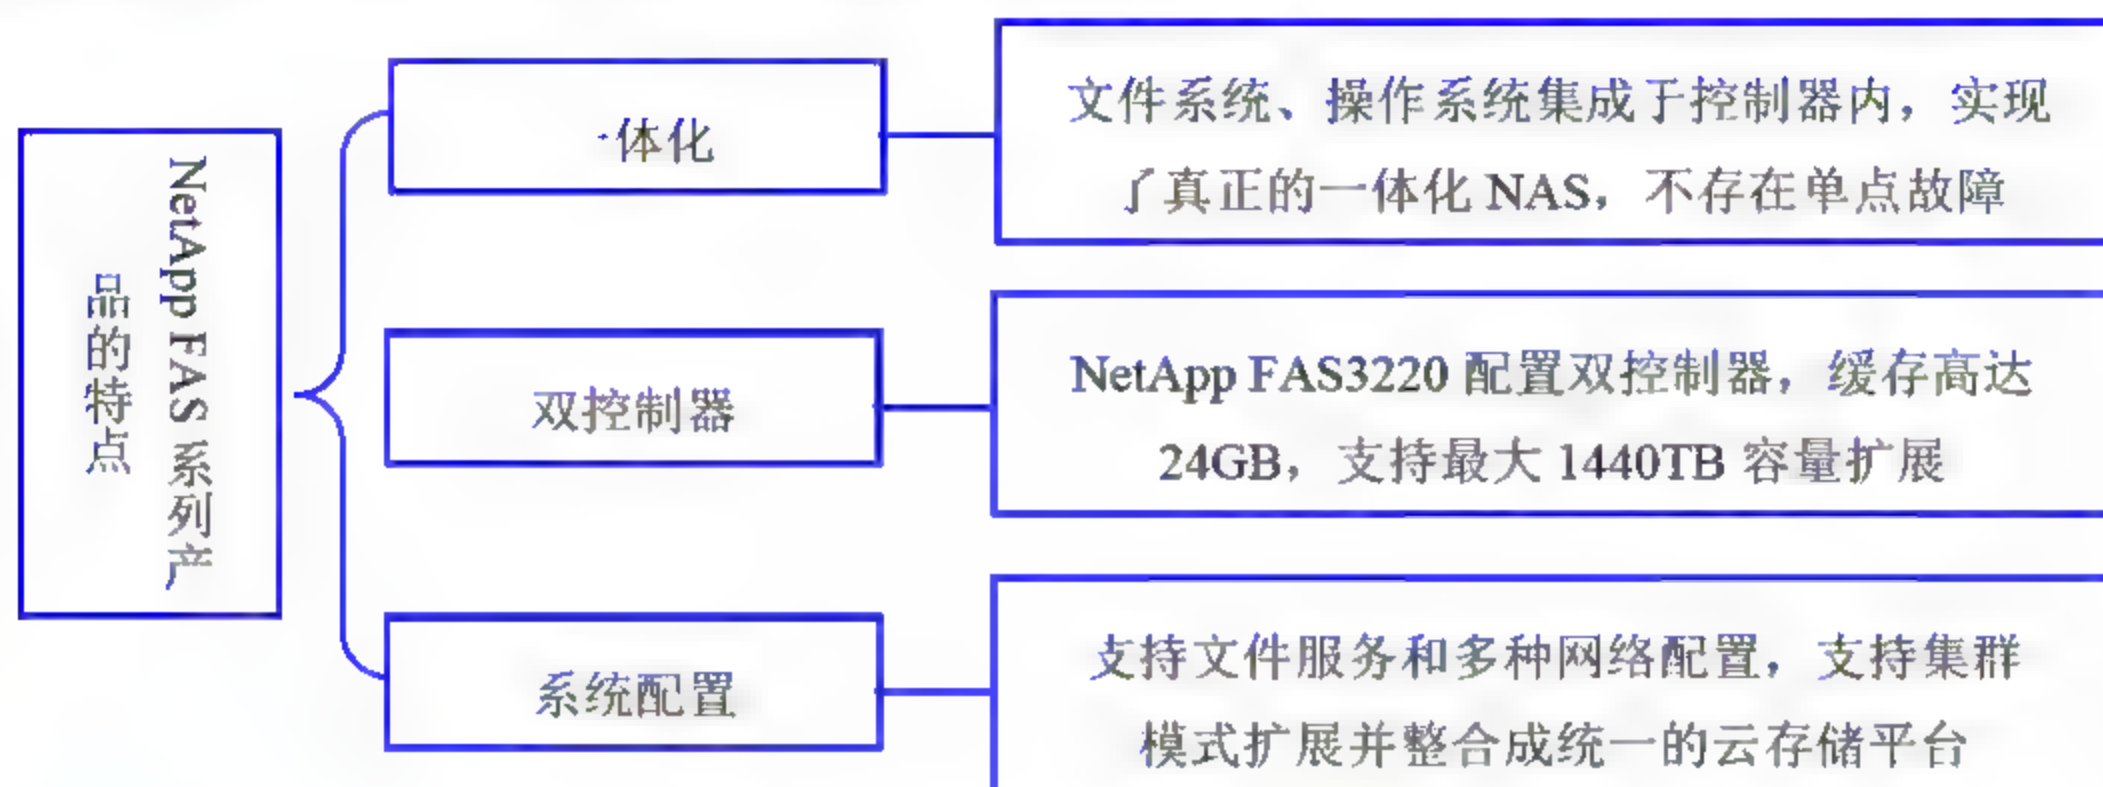 NetApp FAS 系列产
品的特点
一体化
文件系统、操作系统集成于控制器内，实现
了真正的一体化 NAS，不存在单点故障
双控制器
NetApp FAS3220 配置双控制器，缓存高达
24GB，支持最大 1440TB 容量扩展
系统配置
支持文件服务和多种网络配置，支持集群
模式扩展并整合成统一的云存储平台